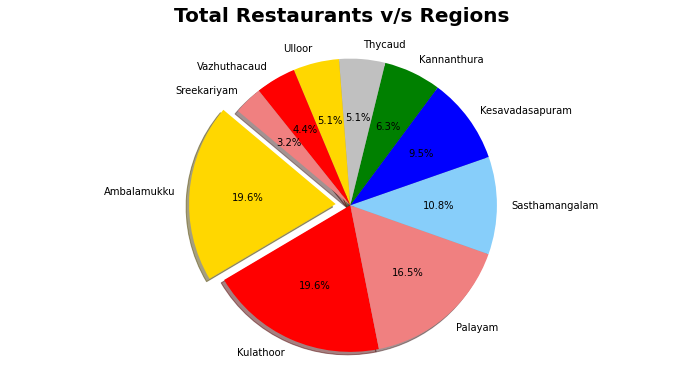 Total Restaurants v/s Regions
Thycaud
Ulloor
Kannanthura
Vazhuthacaud
Sreekariyam
Kesavadasapuram
5.1%
5.1%
6.3%
4.4%
3.2%
9.5%
Ambalamukku
19.6%
10.8%
Sasthamangalam
16.5%
19.6%
Palayam
Kulathoor